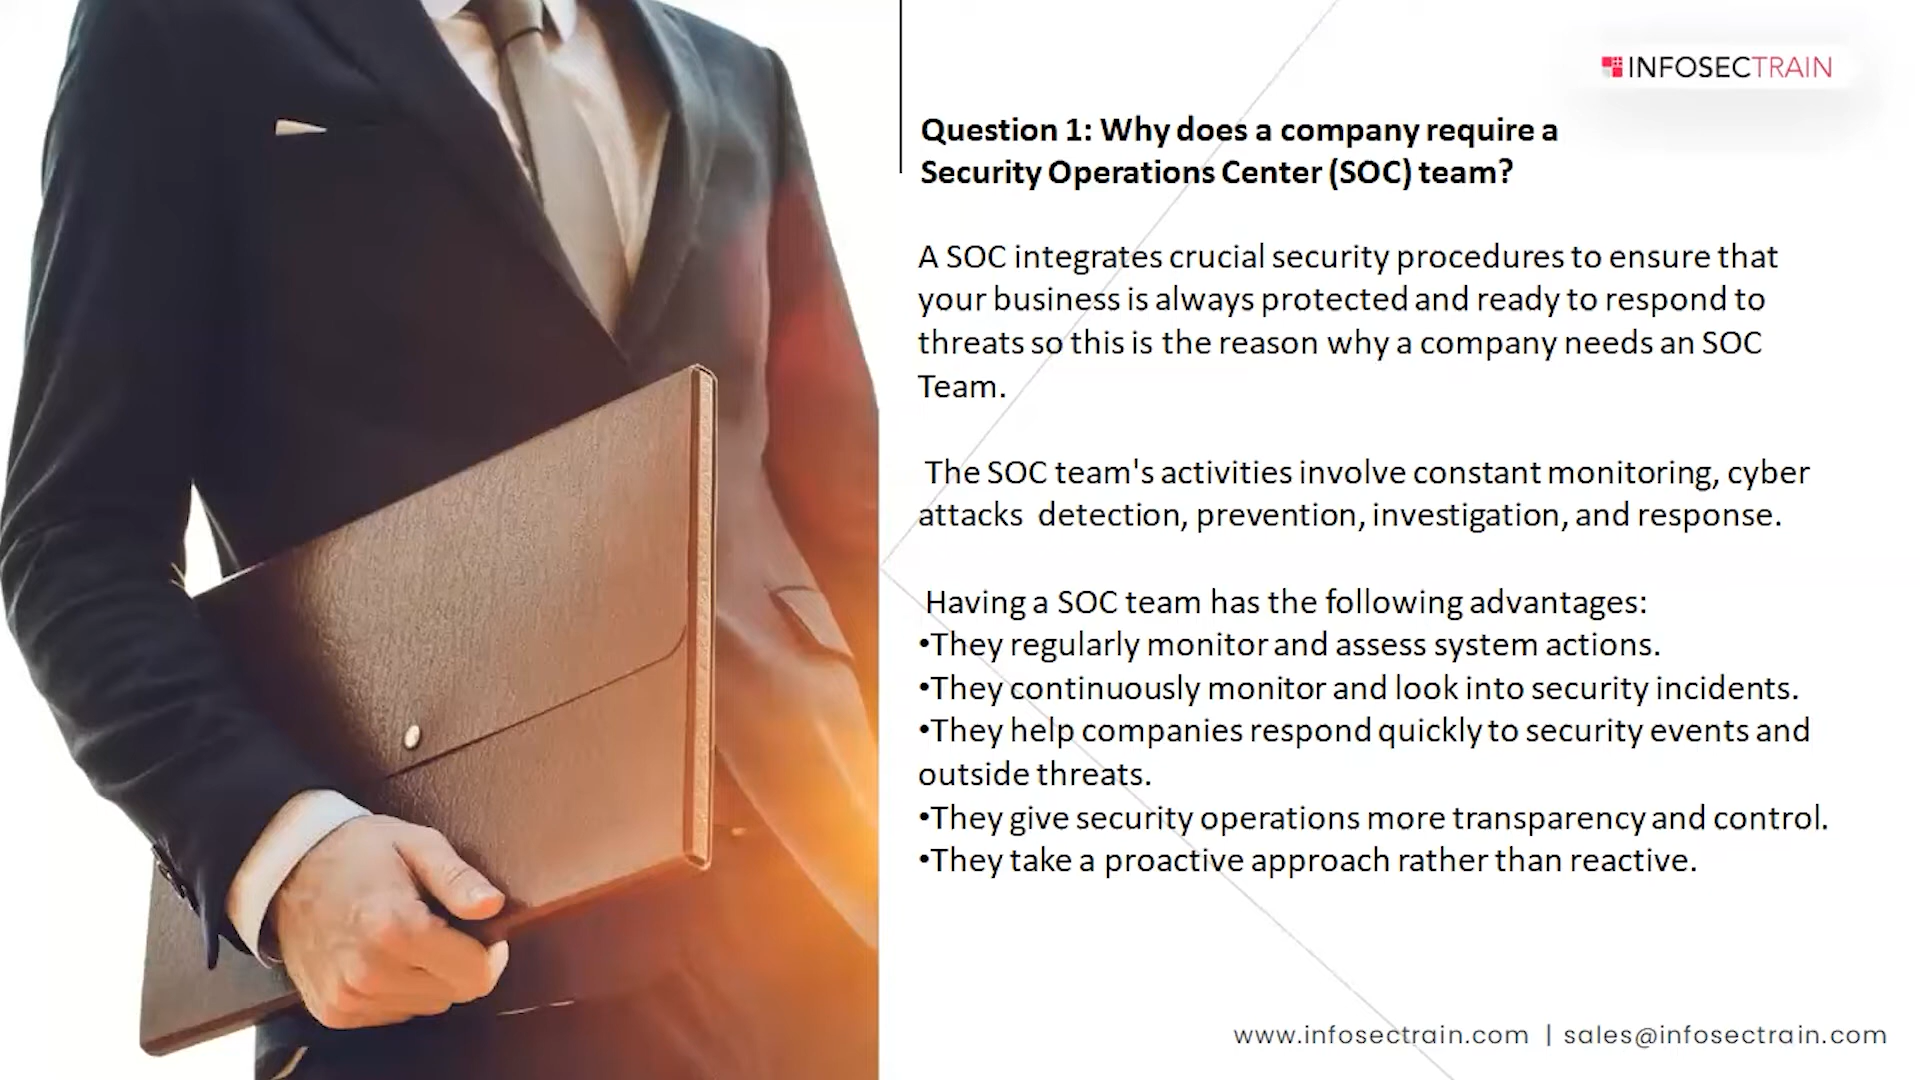 INFOSECTRAIN
Question 1: Why does a company require a
Security Operations Center (SOC) team?
A SOC integrates crucial security procedures to ensure that
your business is always protected and ready to respond to
threats so this is the reason why a company needs an SOC
Team.
The SOC team's activities involve constant monitoring, cyber
attacks detection, prevention, investigation, and response.
Having a SOC team has the following advantages:
•They regularly monitor and assess system actions.
•They continuously monitor and look into security incidents.
•They help companies respond quickly to security events and
outside threats.
•They give security operations more transparency and control.
•They take a proactive approach rather than reactive.
www.infosectrain.com | sales@infosectrain.com